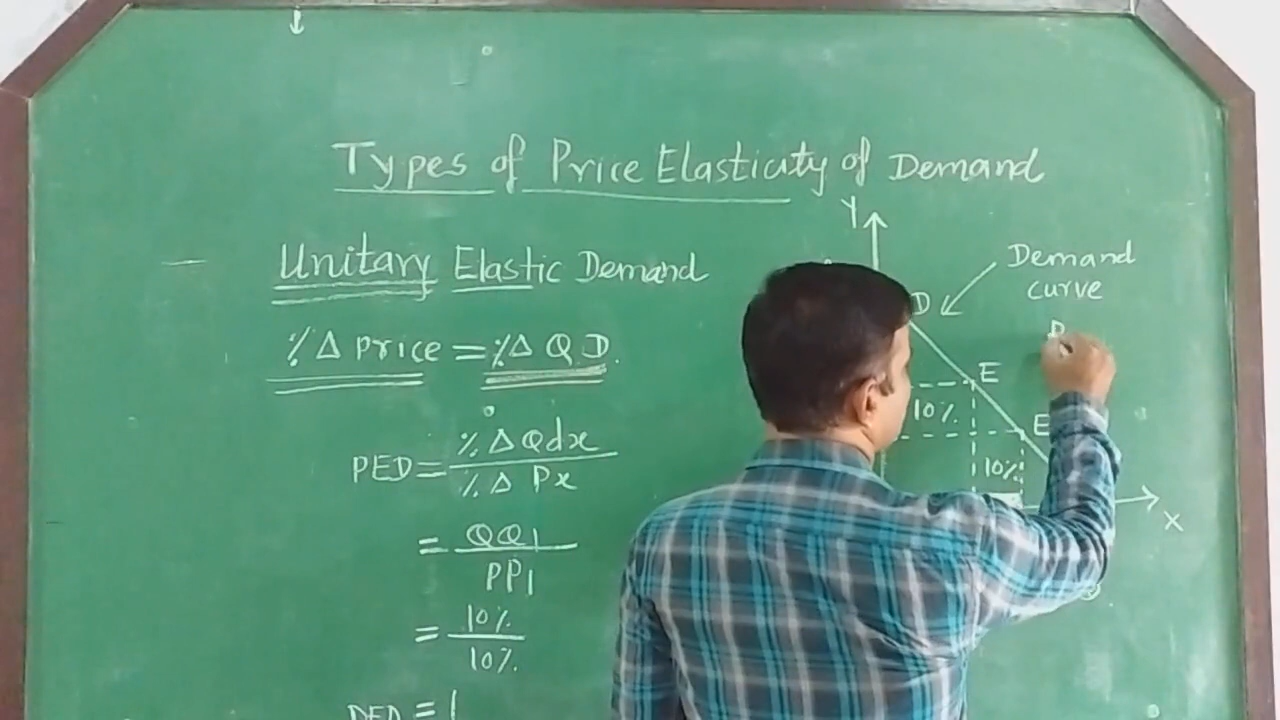 Types of Price Elasticity of Demand
Unitary Elastic Demand
%Δ Price = %Δ Q.D.
PED = %Δ Qdx
%Δ Px
= QQ1
PP1
= 10%
10%
PED = 1
Y
Demand
curve
D
P
E
10%
E
10%
X